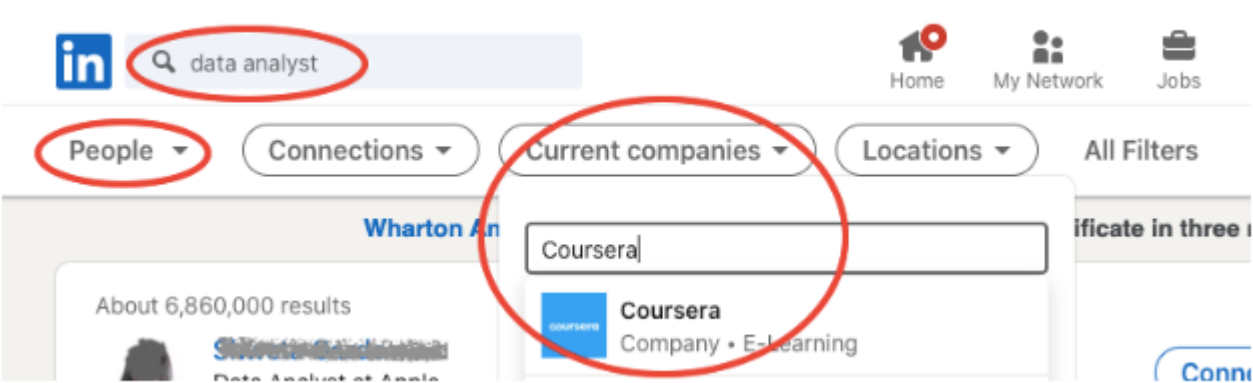 in data analyst
Home My Network Jobs
People Connections Current companies Locations All Filters
Wharton An ificate in three
Coursera
About 6,860,000 results
coursera Coursera
Company • E-Learning
Data Analyst at Apple
Conne